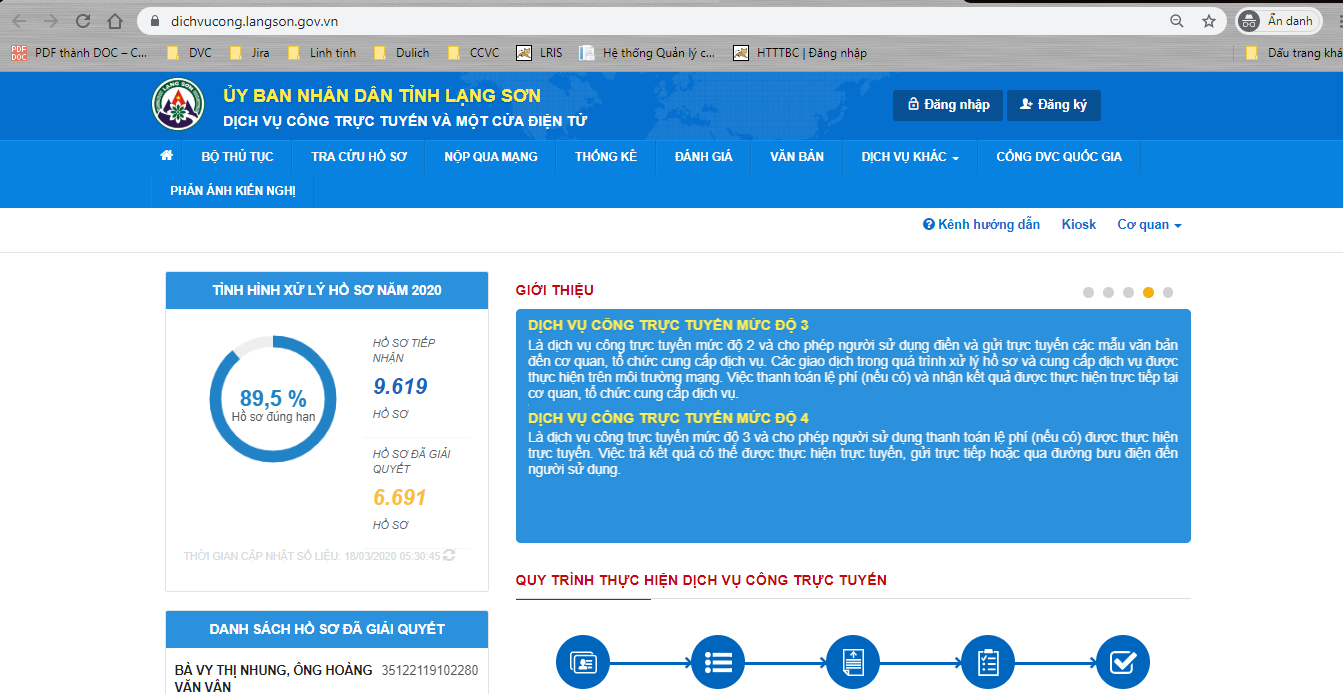 dichvucong.langson.gov.vn
Ẩn danh
PDF thành DOC – C...
DVC
Jira
Linh tinh
Dulich
CCVC
LRIS
Hệ thống Quản lý c...
HTTTBC | Đăng nhập
Dấu trang khá
ỦY BAN NHÂN DÂN TỈNH LẠNG SƠN
DỊCH VỤ CÔNG TRỰC TUYẾN VÀ MỘT CỬA ĐIỆN TỬ
Đăng nhập
Đăng ký
BỘ THỦ TỤC
TRA CỨU HỒ SƠ
NỘP QUA MẠNG
THỐNG KÊ
ĐÁNH GIÁ
VĂN BẢN
DỊCH VỤ KHÁC
CỔNG DVC QUỐC GIA
PHẢN ÁNH KIẾN NGHỊ
Kênh hướng dẫn
Kiosk
Cơ quan
TÌNH HÌNH XỬ LÝ HỒ SƠ NĂM 2020
89,5 %
Hồ sơ đúng hạn
HỒ SƠ TIẾP
NHẬN
9.619
HỒ SƠ
HỒ SƠ ĐÃ GIẢI
QUYẾT
6.691
HỒ SƠ
THỜI GIAN CẬP NHẬT SỐ LIỆU: 18/03/2020 05:30:45
GIỚI THIỆU
DỊCH VỤ CÔNG TRỰC TUYẾN MỨC ĐỘ 3
Là dịch vụ công trực tuyến mức độ 2 và cho phép người sử dụng điền và gửi trực tuyến các mẫu văn bản
đến cơ quan, tổ chức cung cấp dịch vụ. Các giao dịch trong quá trình xử lý hồ sơ và cung cấp dịch vụ được
thực hiện trên môi trường mạng. Việc thanh toán lệ phí (nếu có) và nhận kết quả được thực hiện trực tiếp tại
cơ quan, tổ chức cung cấp dịch vụ.
DỊCH VỤ CÔNG TRỰC TUYẾN MỨC ĐỘ 4
Là dịch vụ công trực tuyến mức độ 3 và cho phép người sử dụng thanh toán lệ phí (nếu có) được thực hiện
trực tuyến. Việc trả kết quả có thể được thực hiện trực tuyến, gửi trực tiếp hoặc qua đường bưu điện đến
người sử dụng.
QUY TRÌNH THỰC HIỆN DỊCH VỤ CÔNG TRỰC TUYẾN
DANH SÁCH HỒ SƠ ĐÃ GIẢI QUYẾT
BÀ VY THỊ NHUNG, ÔNG HOÀNG 35122119102280
VĂN VÂN